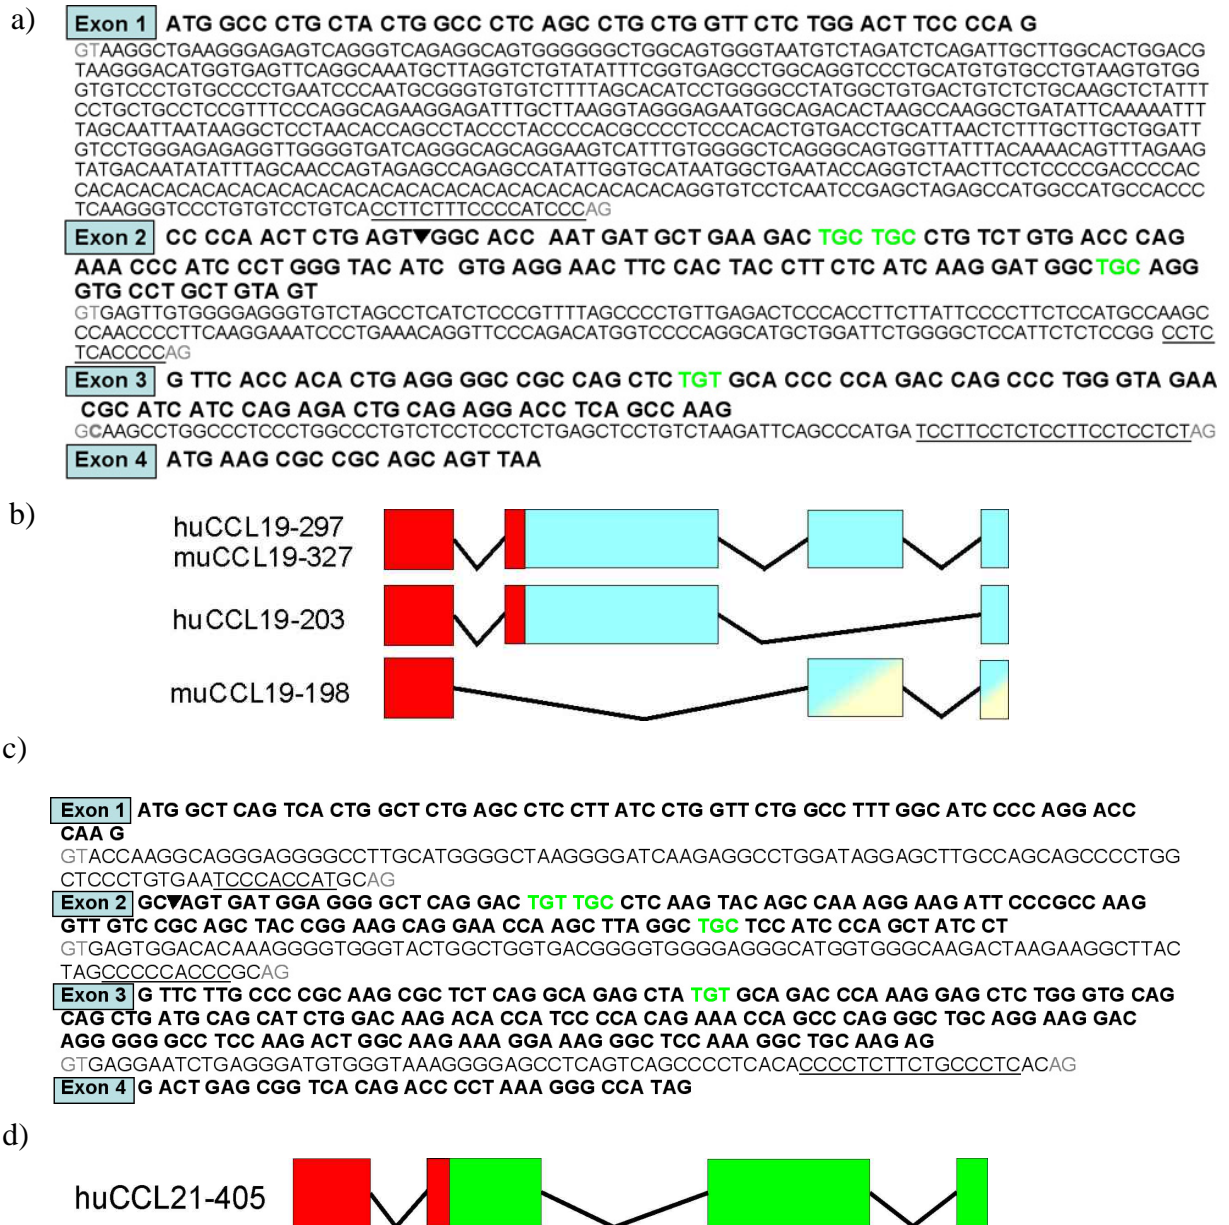 a)
Exon 1 ATG GCC CTG CTA CTG GCC CTC AGC CTG CTG GTT CTC TGG ACT TCC CCA G
GTAAGGCTGAAGGGAGAGTCAGGGTCAGAGGCAGTGGGGGGCTGGCAGTGGGTAATGTCTAGATCTCAGATTGCTTGGCACTGGACG
TAAGGGACATGGTGAGTTCAGGCAAATGCTTAGGTCTGTATATTTCGGTGAGCCTGGCAGGTCCCTGCATGTGTGCCTGTAAGTGTGG
GTGTCCCTGTGCCCCTGAATCCCAATGCGGGTGTGTCTTTTAGCACATCCTGGGGCCTATGGCTGTGACTGTCTCTGCAAGCTCTATTT
CCTGCTGCCTCCGTTTCCCAGGCAGAAGGAGATTTGCTTAAGGTAGGGAGAATGGCAGACACTAAGCCAAGGCTGATATTCAAAAATTT
TAGCAATTAATAAGGCTCCTAACACCAGCCTACCCTACCCCACGCCCCTCCCACACTGTGACCTGCATTAACTCTTTGCTTGCTGGATT
GTCCTGGGAGAGAGGTTGGGGTGATCAGGGCAGCAGGAAGTCATTTGTGGGGCTCAGGGCAGTGGTTATTTACAAAACAGTTTAGAAG
TATGACAATATATTTAGCAACCAGTAGAGCCAGAGCCATATTGGTGCATAATGGCTGAATACCAGGTCTAACTTCCTCCCCGACCCCAC
CACACACACACACACACACACACACACACACACACACACACACACACAGGTGTCCTCAATCCGAGCTAGAGCCATGGCCATGCCACCC
TCAAGGGTCCCTGTGTCCTGTCACCTTCTTTCCCCATCCCAG
Exon 2 CC CCA ACT CTG AGT▼GGC ACC AAT GAT GCT GAA GAC TGC TGC CTG TCT GTG ACC CAG
AAA CCC ATC CCT GGG TAC ATC GTG AGG AAC TTC CAC TAC CTT CTC ATC AAG GAT GGC TGC AGG
GTG CCT GCT GTA GT
GTGAGTTGTGGGGAGGGTGTCTAGCCTCATCTCCCGTTTTAGCCCCTGTTGAGACTCCCACCTTCTTATTCCCCTTCTCCATGCCAAGC
CCAACCCCTTCAAGGAAATCCCTGAAACAGGTTCCCAGACATGGTCCCCAGGCATGCTGGATTCTGGGGCTCCATTCTCTCCGG CCTC
TCACCCCAG
Exon 3 G TTC ACC ACA CTG AGG GGC CGC CAG CTC TGT GCA CCC CCA GAC CAG CCC TGG GTA GAA
CGC ATC ATC CAG AGA CTG CAG AGG ACC TCA GCC AAG
GCAAGCCTGGCCCTCCCTGGCCCTGTCTCCTCCCTCTGAGCTCCTGTCTAAGATTCAGCCCATGA TCCTTCCTCTCCTTCCTCCTCTAG
Exon 4 ATG AAG CGC CGC AGC AGT TAA
b)
huCCL19-297
muCCL19-327
huCCL19-203
muCCL19-198
c)
Exon 1 ATG GCT CAG TCA CTG GCT CTG AGC CTC CTT ATC CTG GTT CTG GCC TTT GGC ATC CCC AGG ACC
CAA G
GTACCAAGGCAGGGAGGGGCCTTGCATGGGGCTAAGGGGATCAAGAGGCCTGGATAGGAGCTTGCCAGCAGCCCCTGG
CTCCCTGTGAATCCCACCATGCAG
Exon 2 GC▼AGT GAT GGA GGG GCT CAG GAC TGT TGC CTC AAG TAC AGC CAA AGG AAG ATT CCCGCC AAG
GTT GTC CGC AGC TAC CGG AAG CAG GAA CCA AGC TTA GGC TGC TCC ATC CCA GCT ATC CT
GTGAGTGGACACAAAGGGGTGGGTACTGGCTGGTGACGGGGTGGGGAGGGCATGGTGGGCAAGACTAAGAAGGCTTAC
TAGCCCCCACCCGCAG
Exon 3 G TTC TTG CCC CGC AAG CGC TCT CAG GCA GAG CTA TGT GCA GAC CCA AAG GAG CTC TGG GTG CAG
CAG CTG ATG CAG CAT CTG GAC AAG ACA CCA TCC CCA CAG AAA CCA GCC CAG GGC TGC AGG AAG GAC
AGG GGG GCC TCC AAG ACT GGC AAG AAA GGA AAG GGC TCC AAA GGC TGC AAG AG
GTGAGGAATCTGAGGGATGTGGGTAAAGGGGAGCCTCAGTCAGCCCCTCACACCCCTCTTCTGCCCTCACAG
Exon 4 G ACT GAG CGG TCA CAG ACC CCT AAA GGG CCA TAG
d)
huCCL21-405